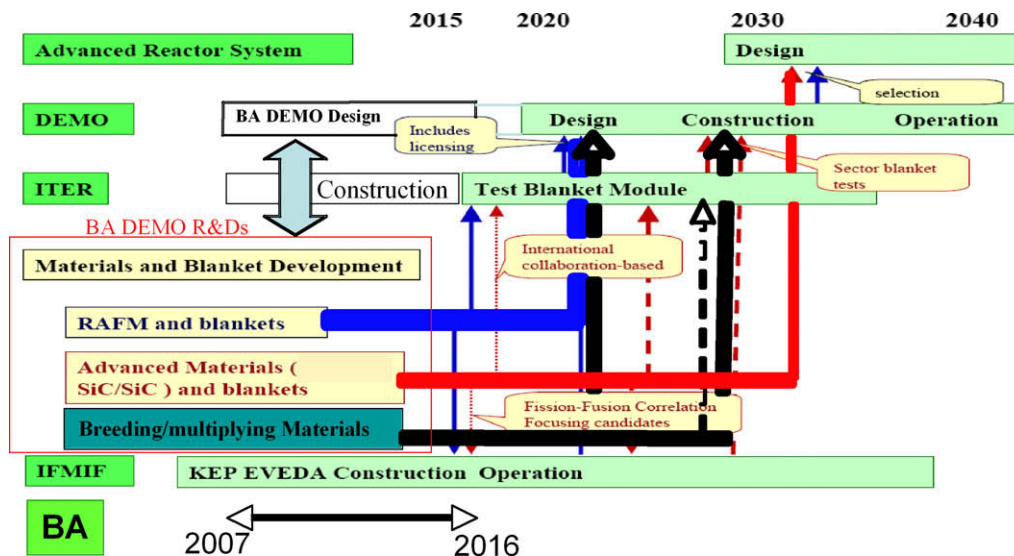 2015 2020 2030 2040
Advanced Reactor System
Design
selection
DEMO
BA DEMO Design
Includes
licensing
Design Construction Operation
Sector blanket
tests
ITER
Construction
Test Blanket Module
BA DEMO R&Ds
International
collaboration-based
Materials and Blanket Development
RAFM and blankets
Advanced Materials (
SiC/SiC ) and blankets
Fission-Fusion Correlation
Focusing candidates
Breeding/multiplying Materials
IFMIF
KEP EVEDA Construction Operation
BA
2007 2016